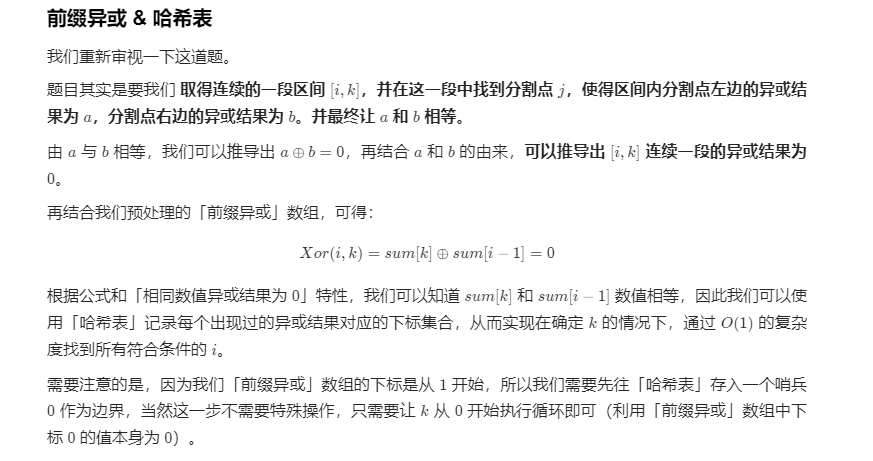 前缀异或 & 哈希表
我们重新审视一下这道题。
题目其实是要我们 取得连续的一段区间 [i, k]，并在这一段中找到分割点 j，使得区间内分割点左边的异或结
果为 a，分割点右边的异或结果为 b。并最终让 a 和 b 相等。
由 a 与 b 相等，我们可以推导出 a ⊕ b = 0，再结合 a 和 b 的由来，可以推导出 [i, k] 连续一段的异或结果为
0。
再结合我们预处理的「前缀异或」数组，可得：
Xor(i, k) = sum[k] ⊕ sum[i − 1] = 0
根据公式和「相同数值异或结果为 0」特性，我们可以知道 sum[k] 和 sum[i − 1] 数值相等，因此我们可以使
用「哈希表」记录每个出现过的异或结果对应的下标集合，从而实现在确定 k 的情况下，通过 O(1) 的复杂
度找到所有符合条件的 i。
需要注意的是，因为我们「前缀异或」数组的下标是从 1 开始，所以我们需要先往「哈希表」存入一个哨兵
0 作为边界，当然这一步不需要特殊操作，只需要让 k 从 0 开始执行循环即可（利用「前缀异或」数组中下
标 0 的值本身为 0）。